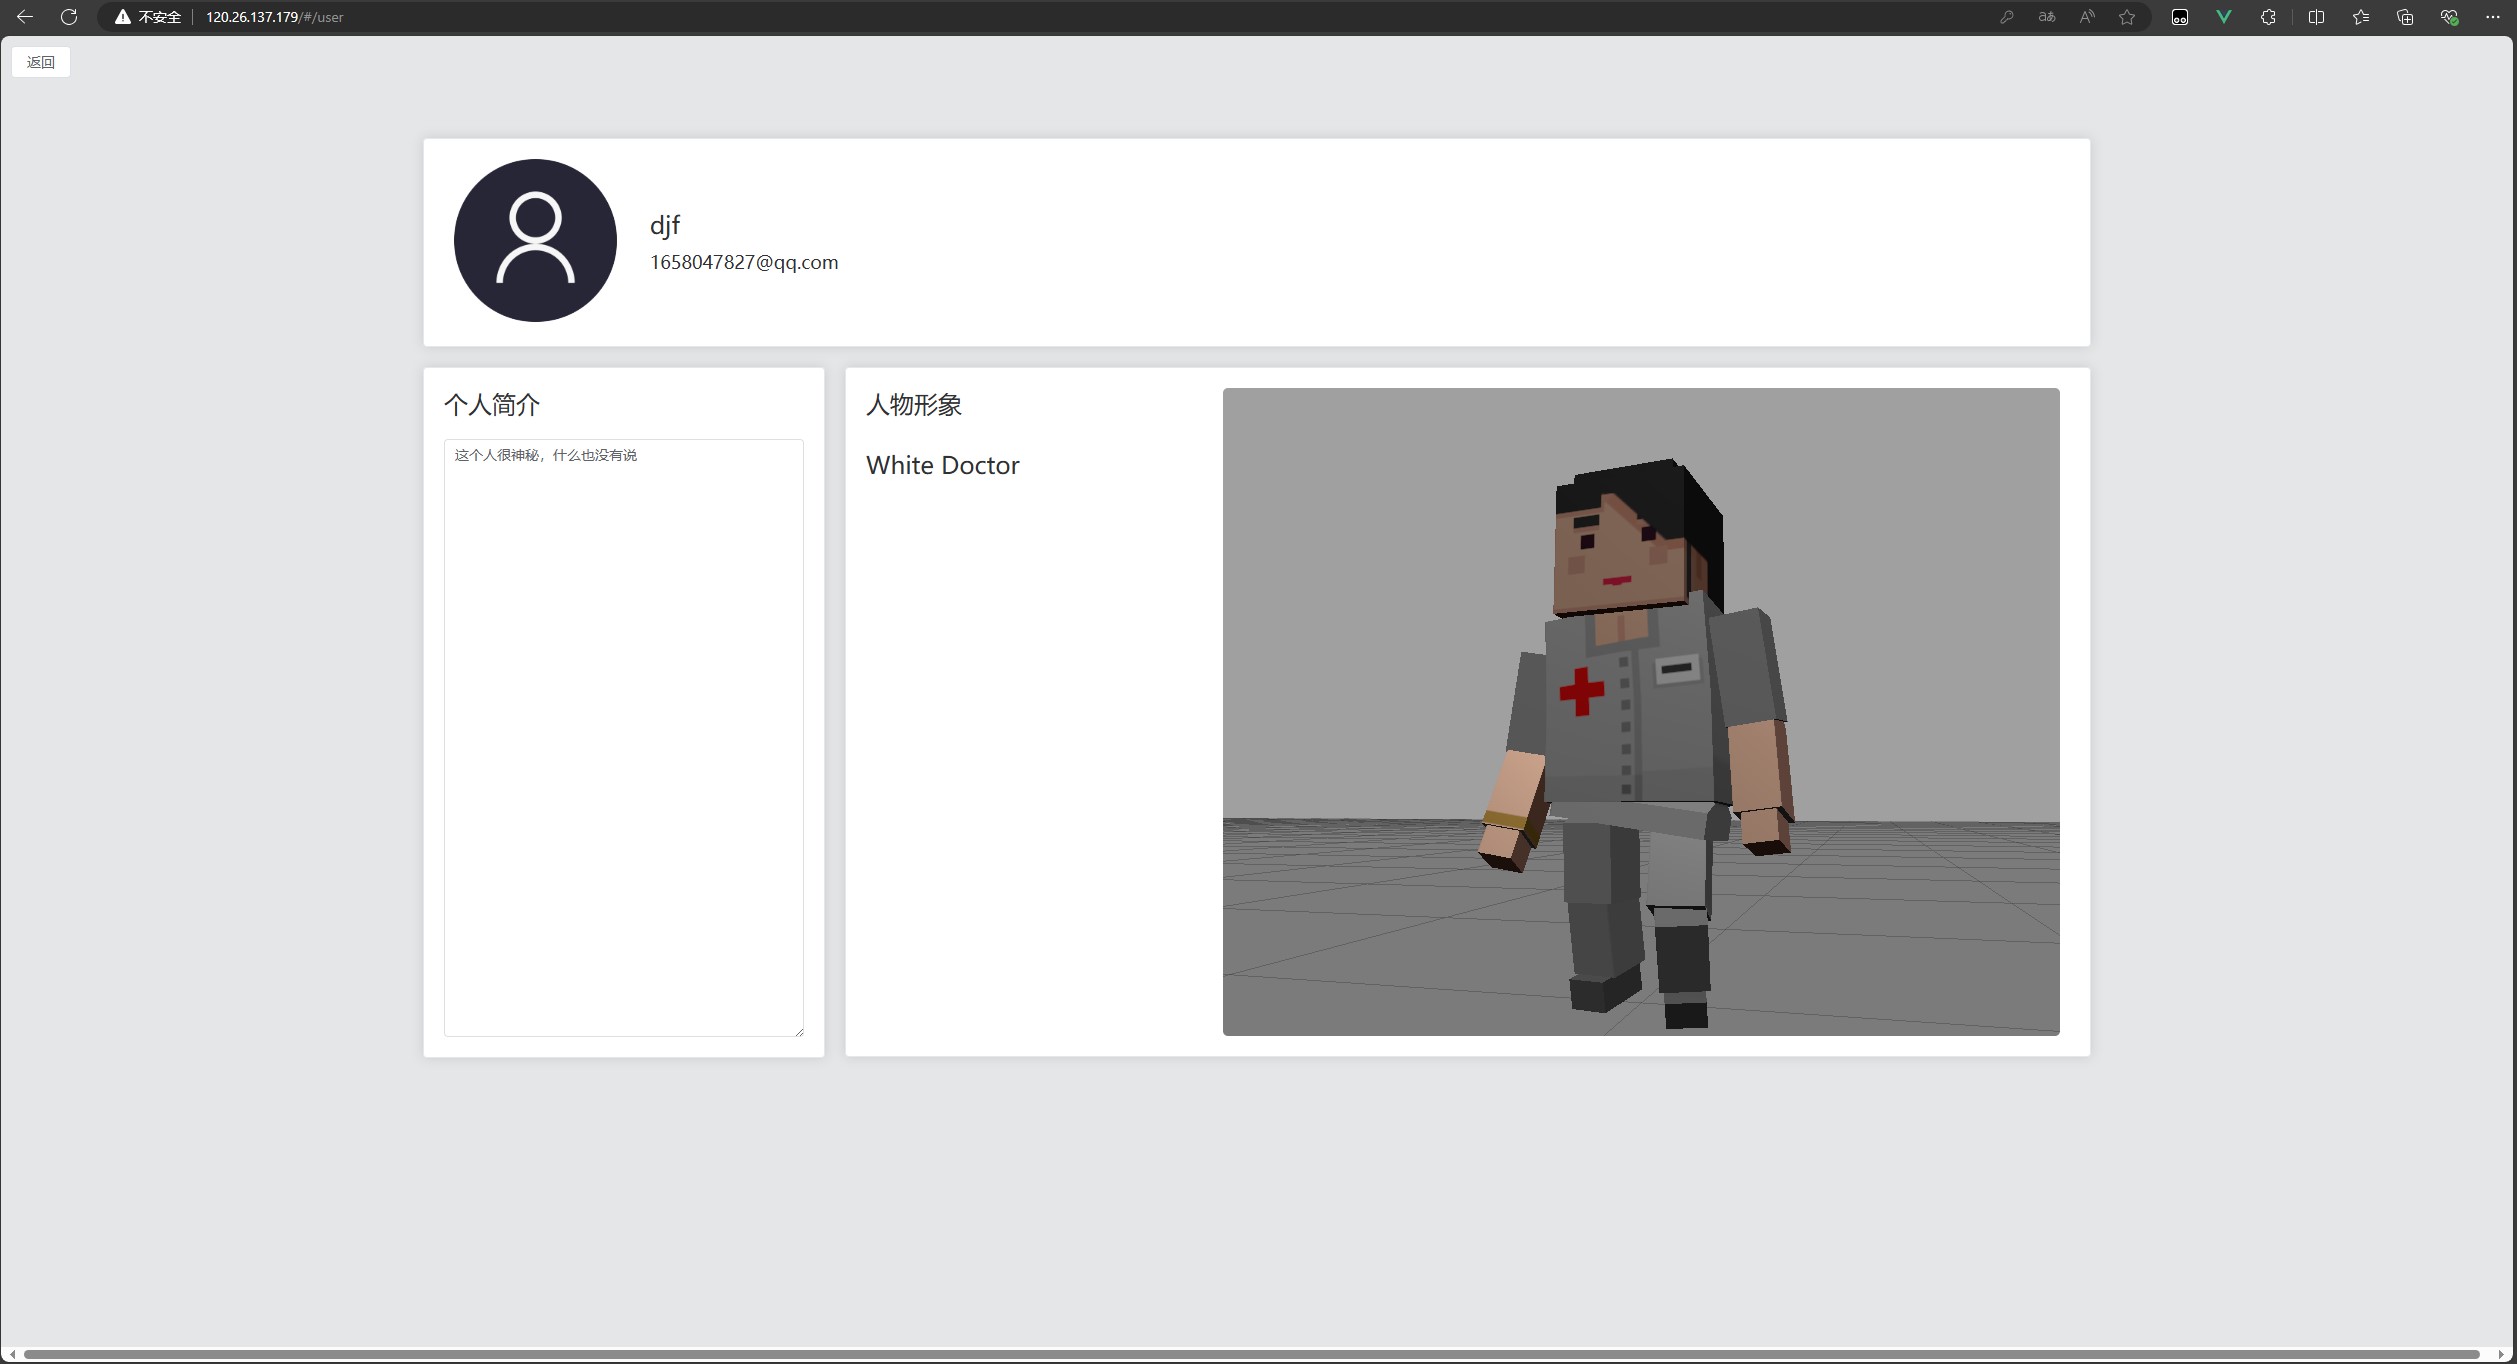 不安全 120.26.137.179/#/user
返回
djf
1658047827@qq.com
个人简介
这个人很神秘，什么也没有说
人物形象
White Doctor